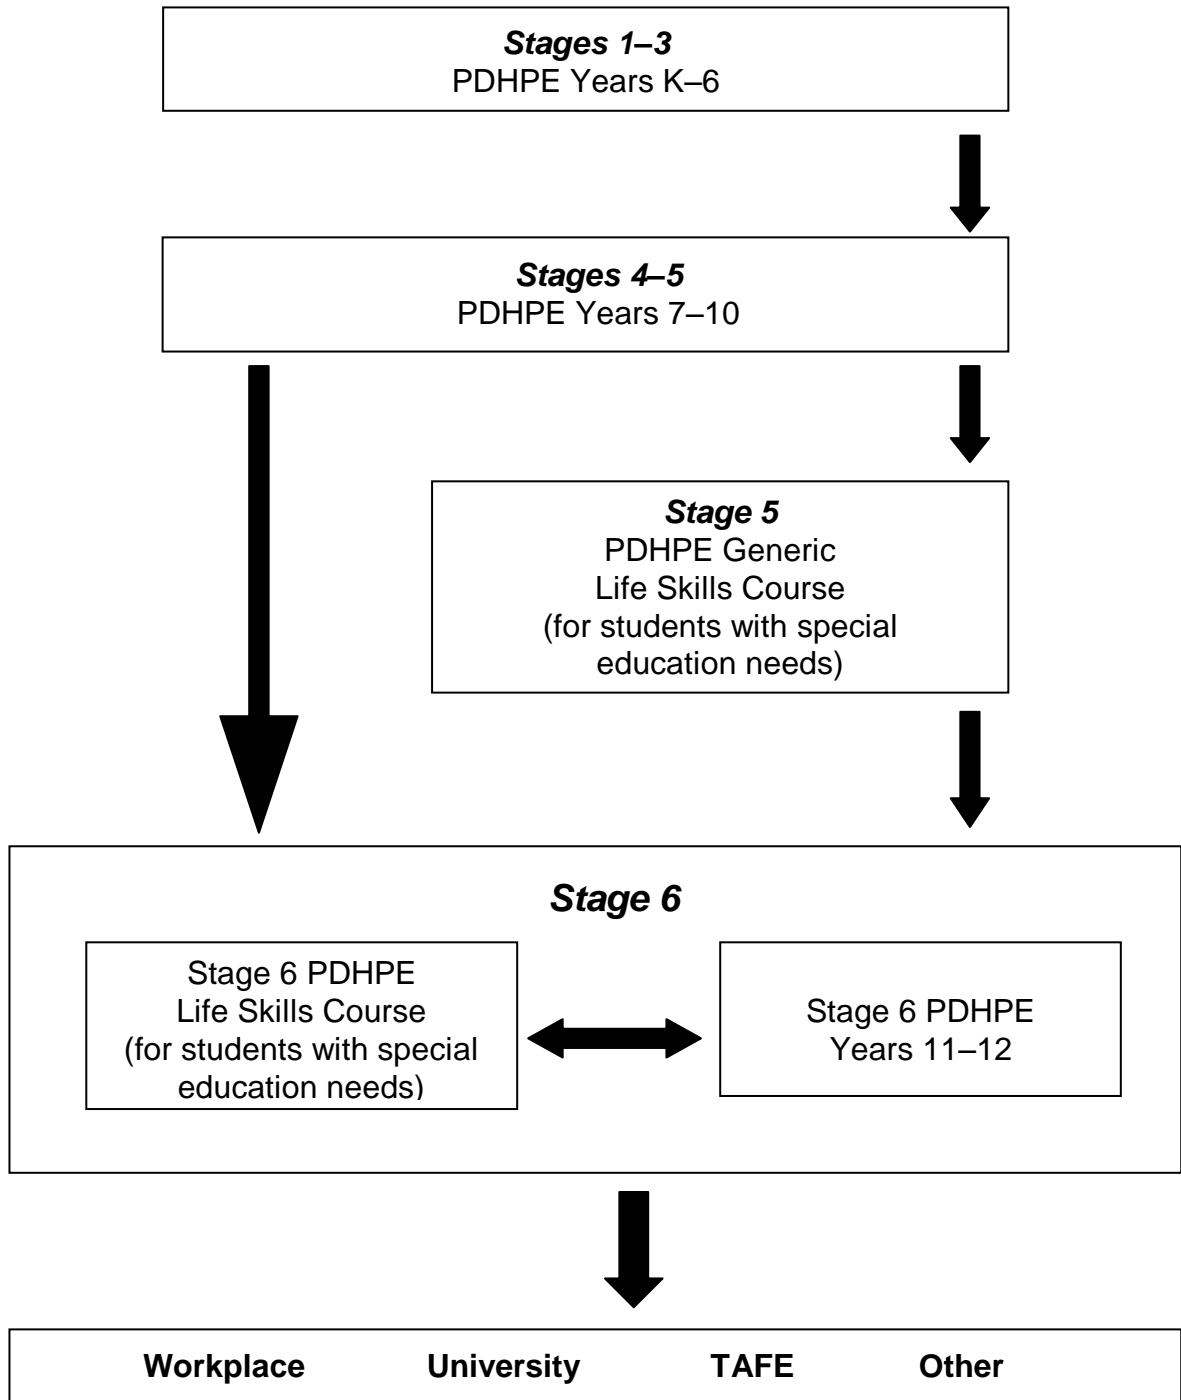 Stages 1–3
PDHPE Years K–6
Stages 4–5
PDHPE Years 7–10
Stage 5
PDHPE Generic
Life Skills Course
(for students with special
education needs)
Stage 6
Stage 6 PDHPE
Life Skills Course
(for students with special
education needs)
Stage 6 PDHPE
Years 11–12
Workplace University TAFE Other